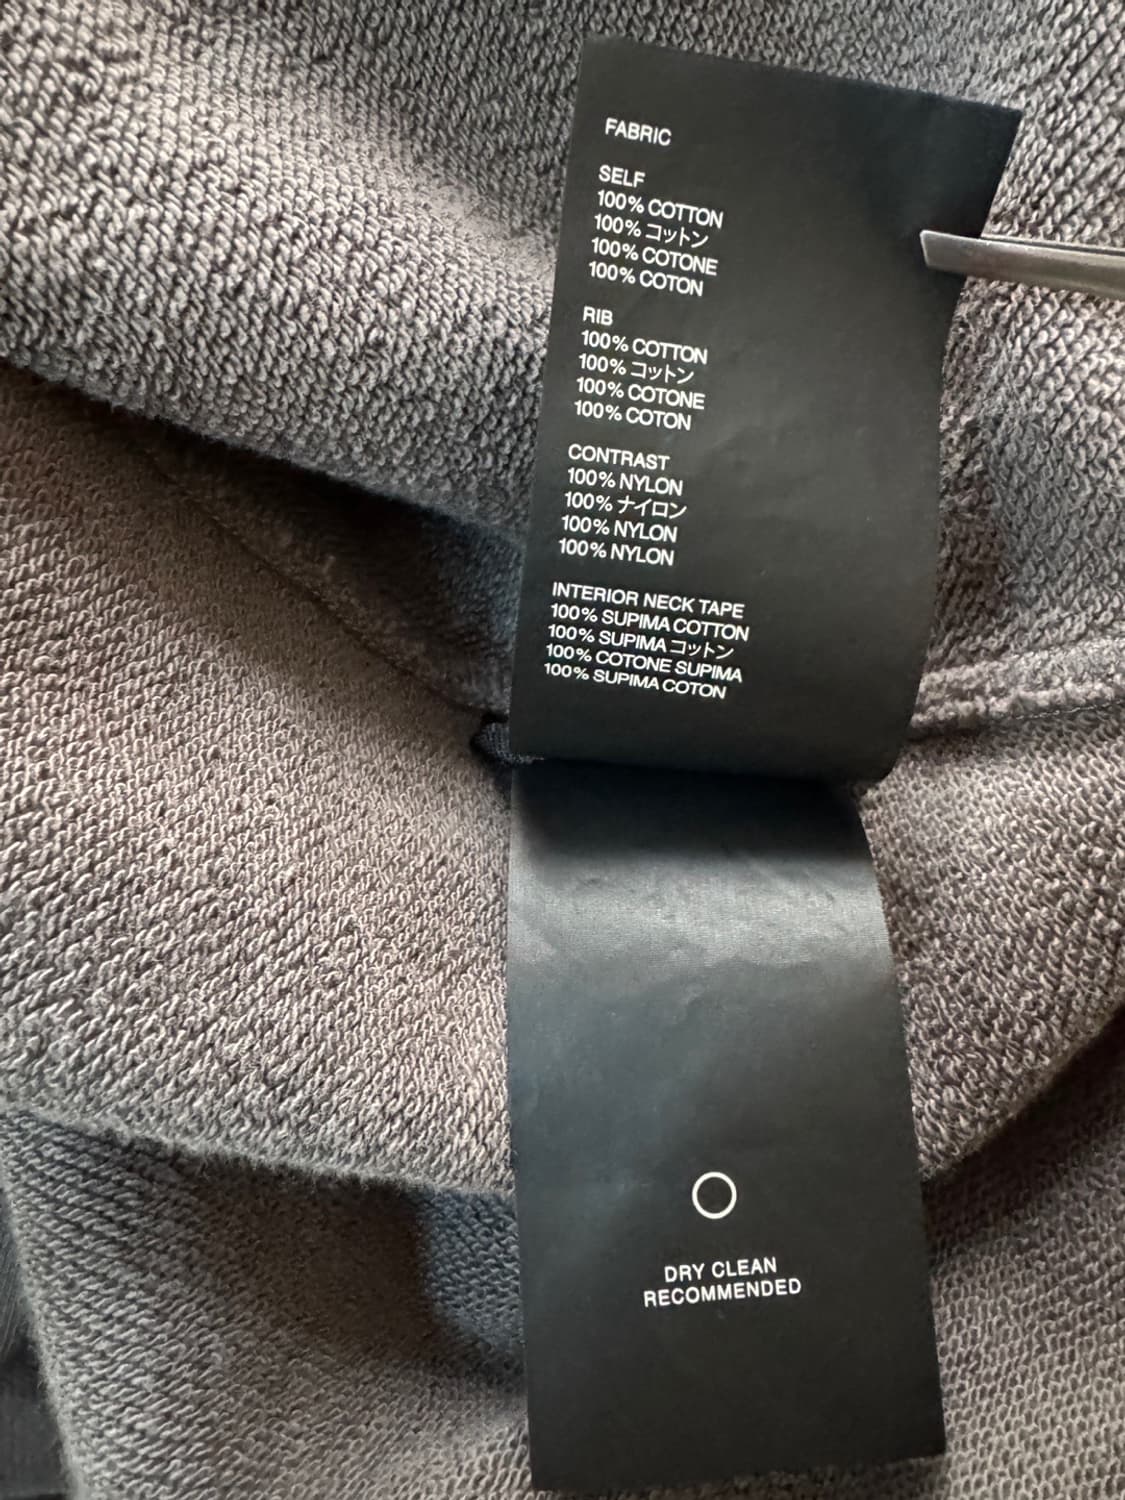 FABRIC
SELF
100% COTTON
100% コットン
100% COTONE
100% COTON
RIB
100% COTTON
100% コットン
100% COTONE
100% COTON
CONTRAST
100% NYLON
100% ナイロン
100% NYLON
100% NYLON
INTERIOR NECK TAPE
100% SUPIMA COTTON
100% SUPIMA コットン
100% COTONE SUPIMA
100% SUPIMA COTON
DRY CLEAN
RECOMMENDED